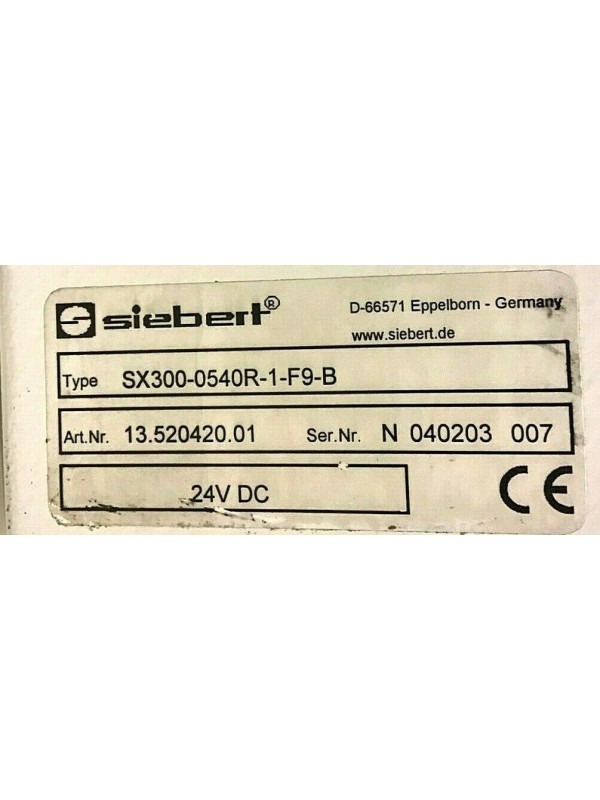 siebert®
D-66571 Eppelborn - Germany
www.siebert.de
Type SX300-0540R-1-F9-B
Art.Nr. 13.520420.01 Ser.Nr. N 040203 007
24V DC CE